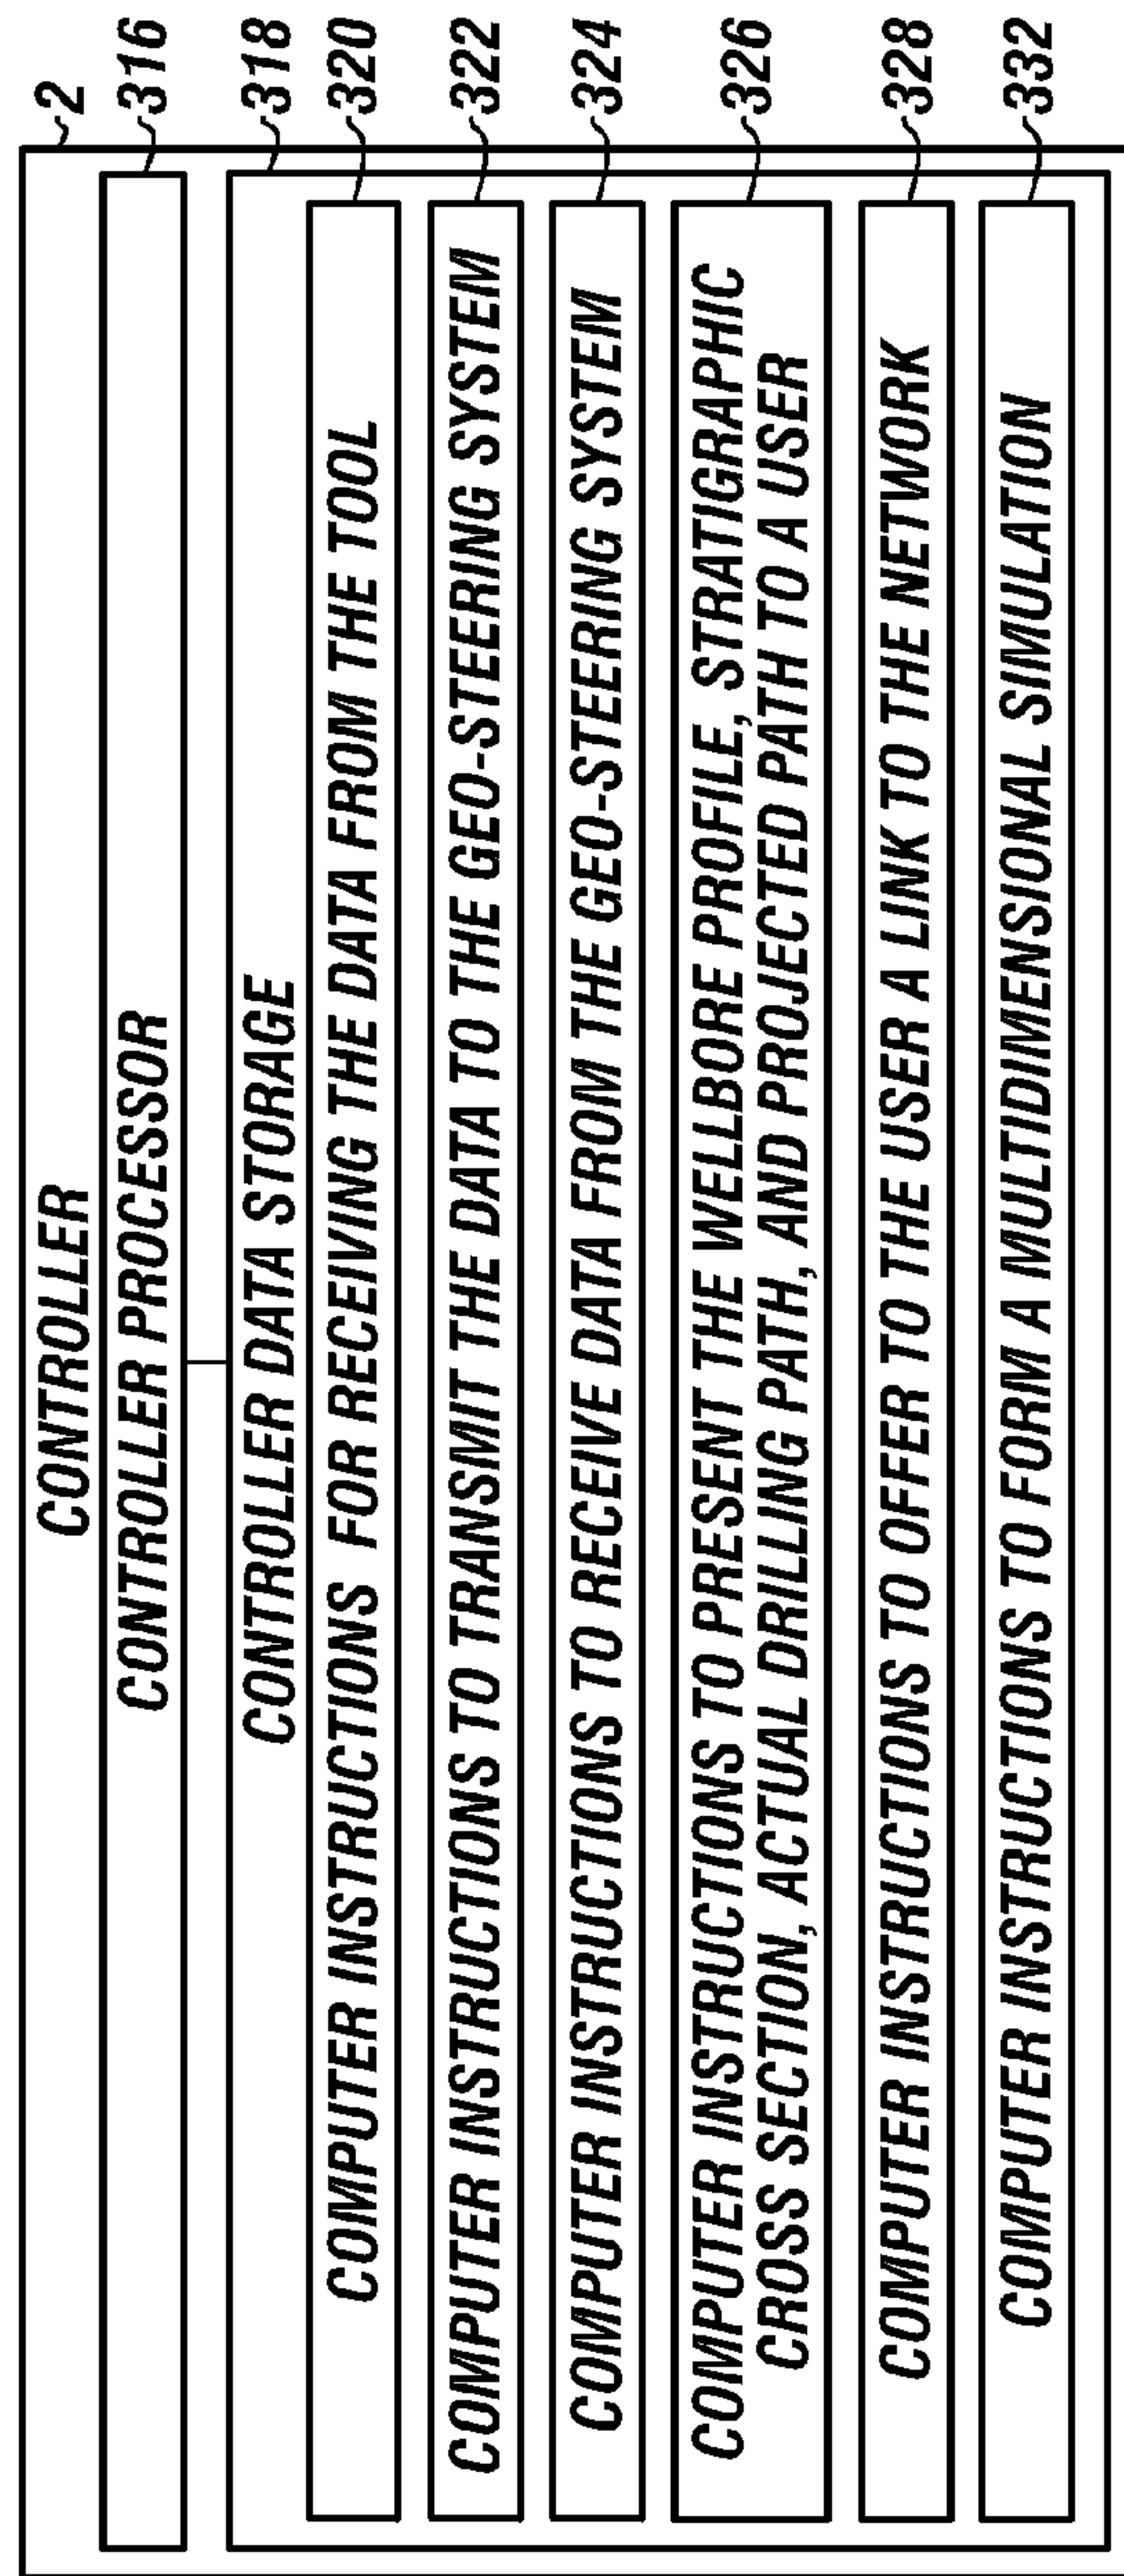 CONTROLLER
2
CONTROLLER PROCESSOR
316
CONTROLLER DATA STORAGE
318
COMPUTER INSTRUCTIONS FOR RECEIVING THE DATA FROM THE TOOL
320
COMPUTER INSTRUCTIONS TO TRANSMIT THE DATA TO THE GEO-STEERING SYSTEM
322
COMPUTER INSTRUCTIONS TO RECEIVE DATA FROM THE GEO-STEERING SYSTEM
324
COMPUTER INSTRUCTIONS TO PRESENT THE WELLBORE PROFILE, STRATIGRAPHIC
CROSS SECTION, ACTUAL DRILLING PATH, AND PROJECTED PATH TO A USER
326
COMPUTER INSTRUCTIONS TO OFFER TO THE USER A LINK TO THE NETWORK
328
COMPUTER INSTRUCTIONS TO FORM A MULTIDIMENSIONAL SIMULATION
332